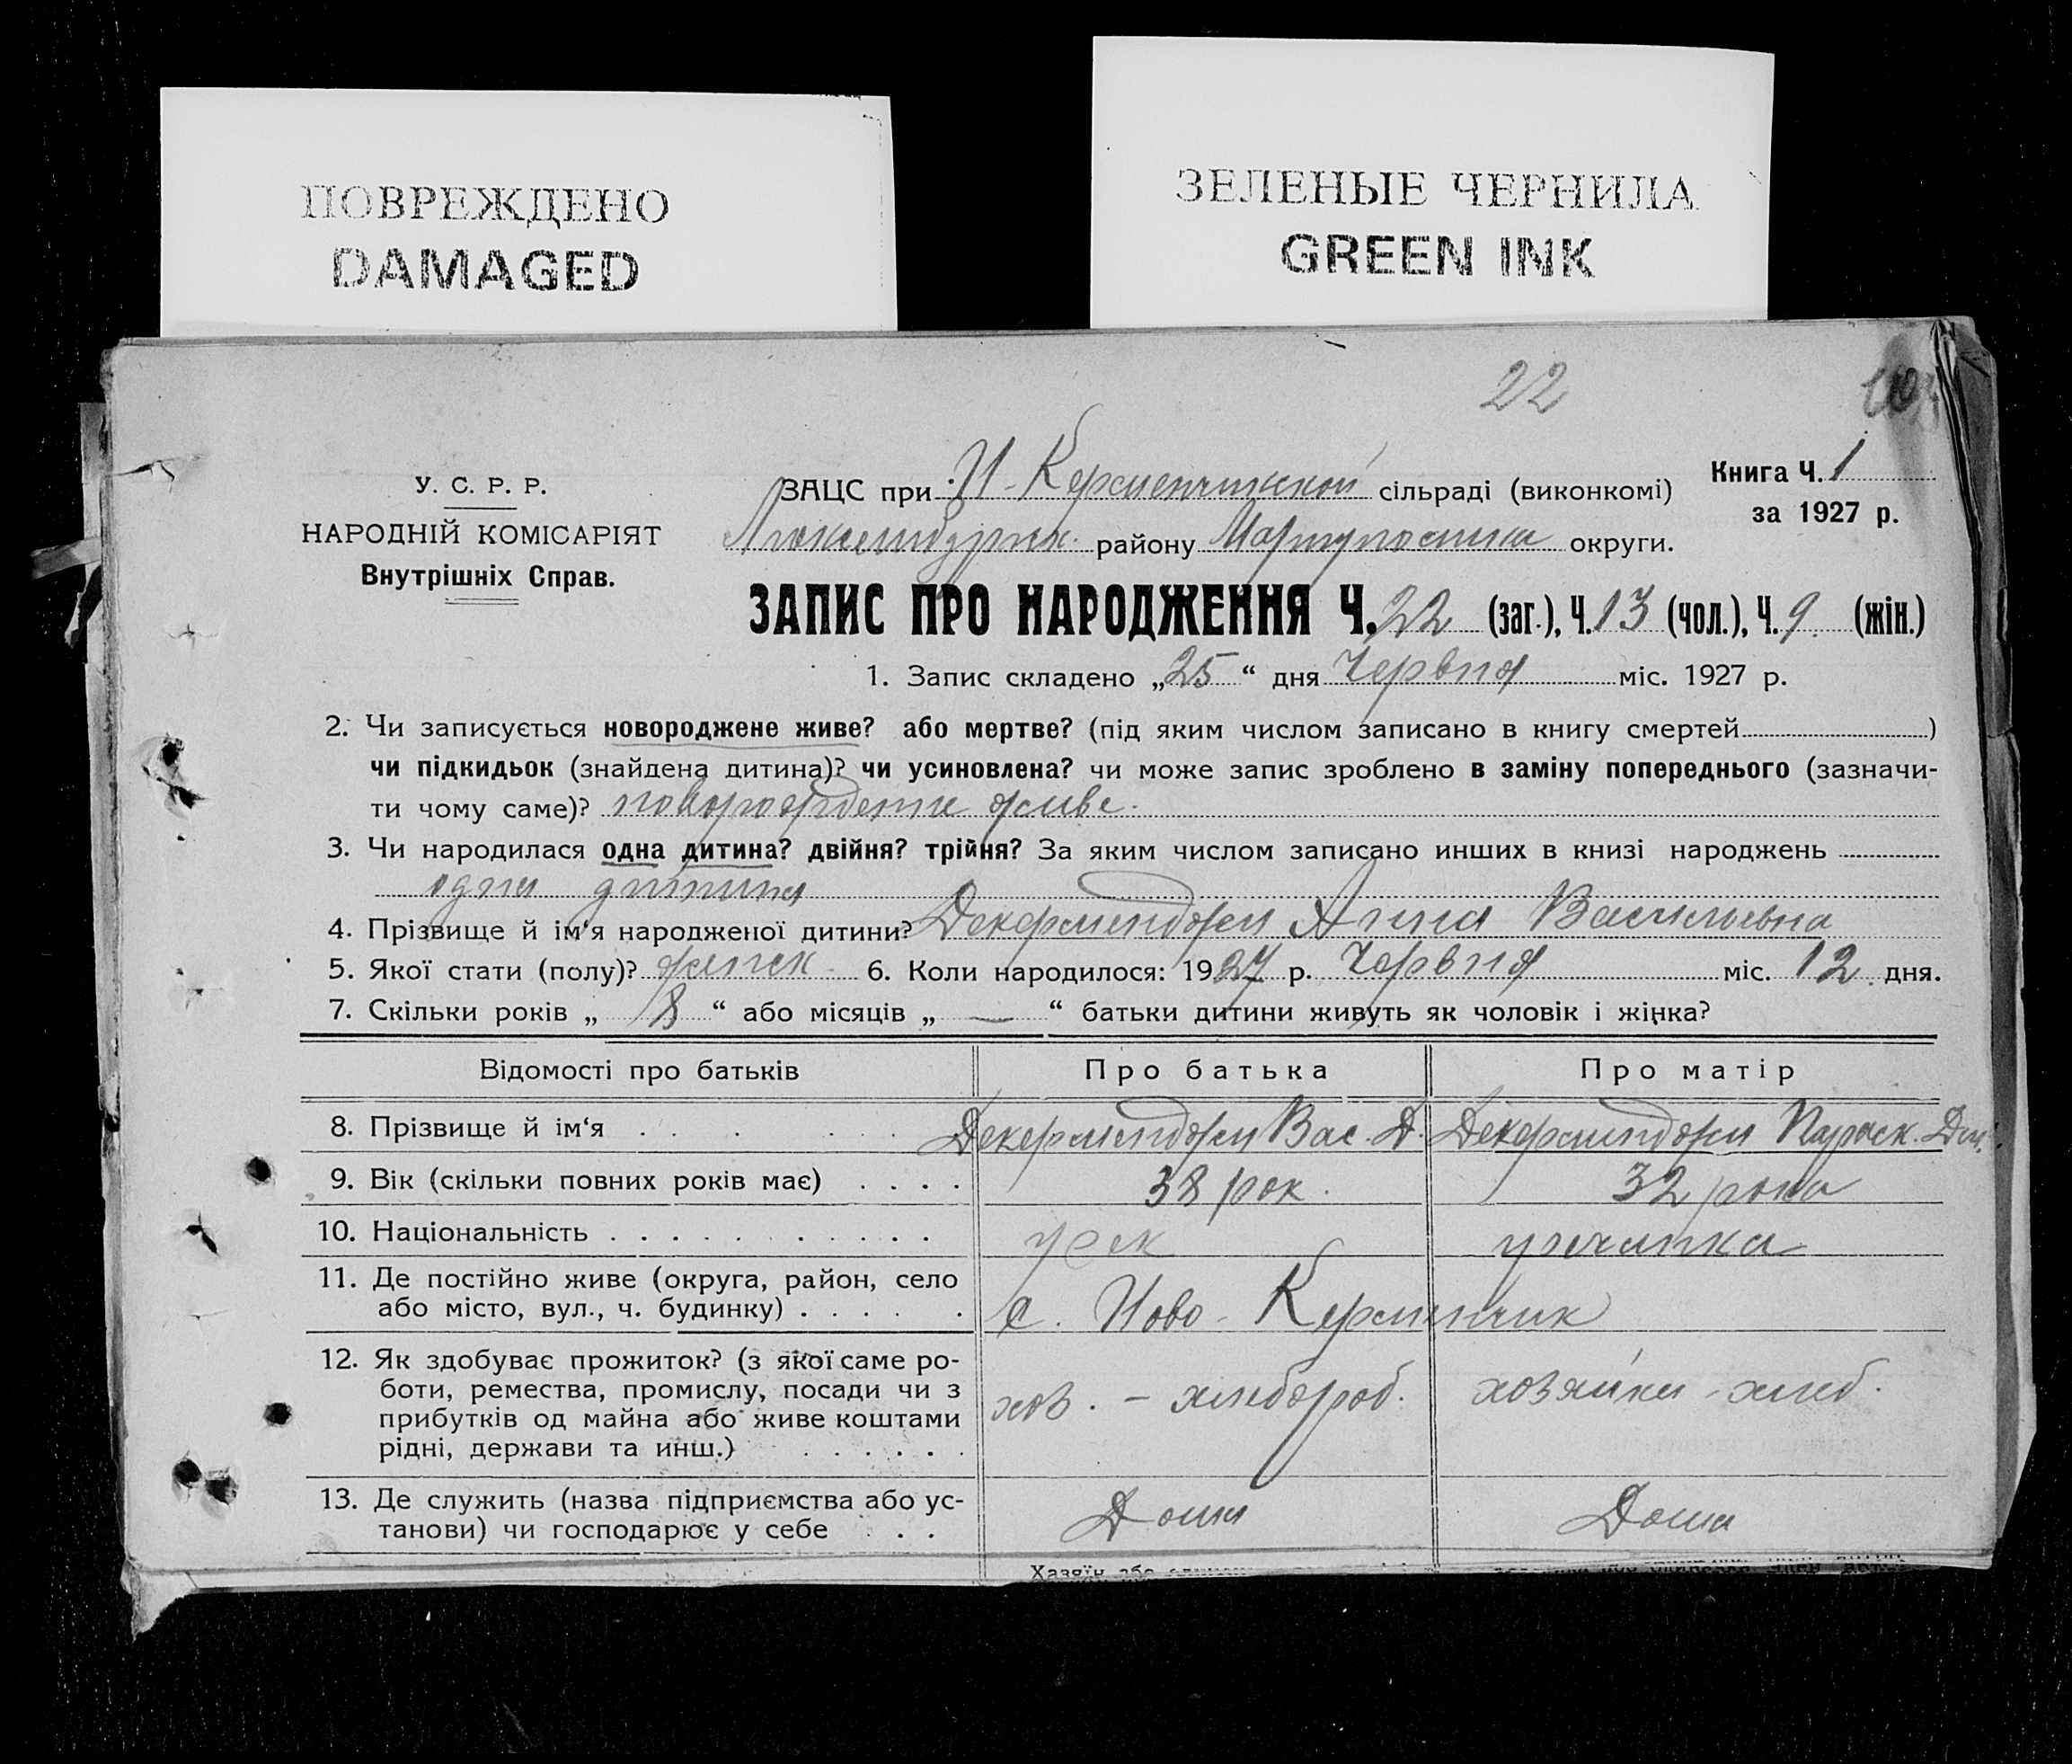 ПОВРЕЖДЕНО
DAMAGED
ЗЕЛЕНЫЕ ЧЕРНИЛА
GREEN INK
22
У. С. Р. Р.
НАРОДНІЙ КОМІСАРІЯТ
Внутрішніх Справ.
ЗАЦС при Н-Керменчикской сільраді (виконкомі)
Книга Ч. 1
за 1927 р.
району Мариупольська округи.
ЗАПИС ПРО НАРОДЖЕННЯ Ч. 22 (заг.), Ч. 13 (чол.), Ч. 9 (жін.)
1. Запис складено „25“ дня Червня міс. 1927 р.
2. Чи записується новороджене живе? або мертве? (під яким числом записано в книгу смертей )
чи підкидьок (знайдена дитина)? чи усиновлена? чи може запис зроблено в заміну попереднього (зазначи-
ти чому саме)? новорождене живе.
3. Чи народилася одна дитина? двійня? трійня? За яким числом записано инших в книзі народжень
одна дитина
4. Прізвище й ім‘я народженої дитини? Декерменджи Анна Васильевна
5. Якої стати (полу)? женск. 6. Коли народилося: 1927 р. Червня міс. 12 дня.
7. Скільки років „ 8 “ або місяців „ — “ батьки дитини живуть як чоловік і жінка?
Відомості про батьків Про батька Про матір
8. Прізвище й ім‘я Декерменджи Вас. Д. Декерменджи Параск. Дм.
9. Вік (скільки повних років має) 38 рок. 32 рока
10. Національність грек гречанка
11. Де постійно живе (округа, район, село
або місто, вул., ч. будинку) с. Ново-Керменчик
12. Як здобуває прожиток? (з якої саме ро-
боти, ремества, промислу, посади чи з
прибутків од майна або живе коштами
рідні, держави та инш.)
хоз. – хлебороб. хозяйка - хлеб.
13. Де служить (назва підприємства або ус-
танови) чи господарює у себе
Дома Дома
Хазяїн або